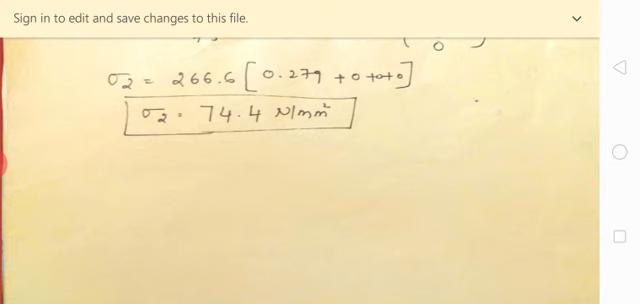 Sign in to edit and save changes to this file.
0
σ2 = 266.6 [0.279 + 0 +0+0]
σ2 = 74.4 N/mm²